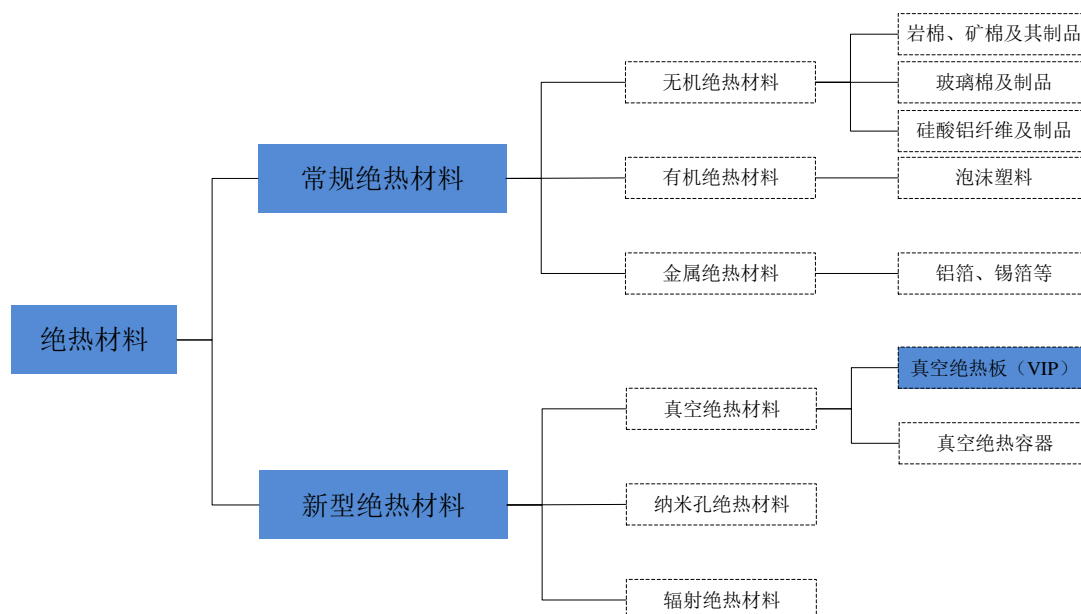 岩棉、矿棉及其制品
无机绝热材料
玻璃棉及制品
硅酸铝纤维及制品
常规绝热材料
有机绝热材料
泡沫塑料
金属绝热材料
铝箔、锡箔等
绝热材料
真空绝热板（VIP）
真空绝热材料
真空绝热容器
新型绝热材料
纳米孔绝热材料
辐射绝热材料